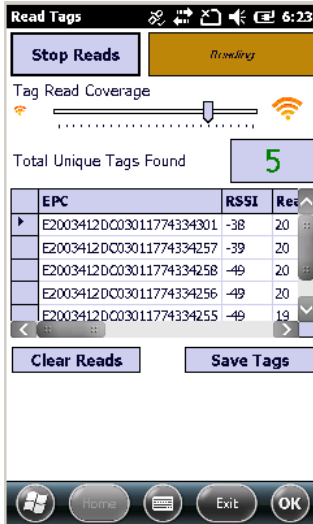 Read Tags 6:23
Stop Reads Reading
Tag Read Coverage
Total Unique Tags Found 5
EPC RSSI Rea
E2003412DC03011774334301 -38 20
E2003412DC03011774334257 -39 20
E2003412DC03011774334258 -49 20
E2003412DC03011774334256 -49 20
E2003412DC03011774334255 -49 19
Clear Reads Save Tags
Home Exit OK